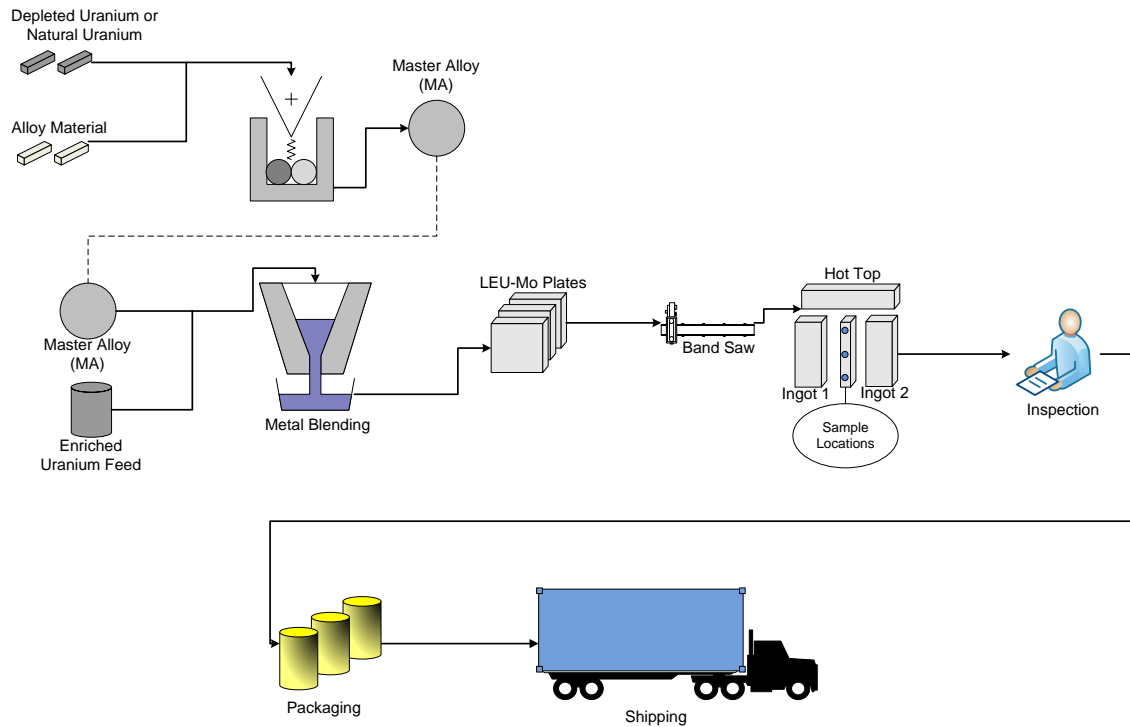 Depleted Uranium or
Natural Uranium
Master Alloy
(MA)
Alloy Material
LEU-Mo Plates
Hot Top
Band Saw
Master Alloy
(MA)
Ingot 1
Ingot 2
Inspection
Metal Blending
Sample
Locations
Enriched
Uranium Feed
Packaging
Shipping